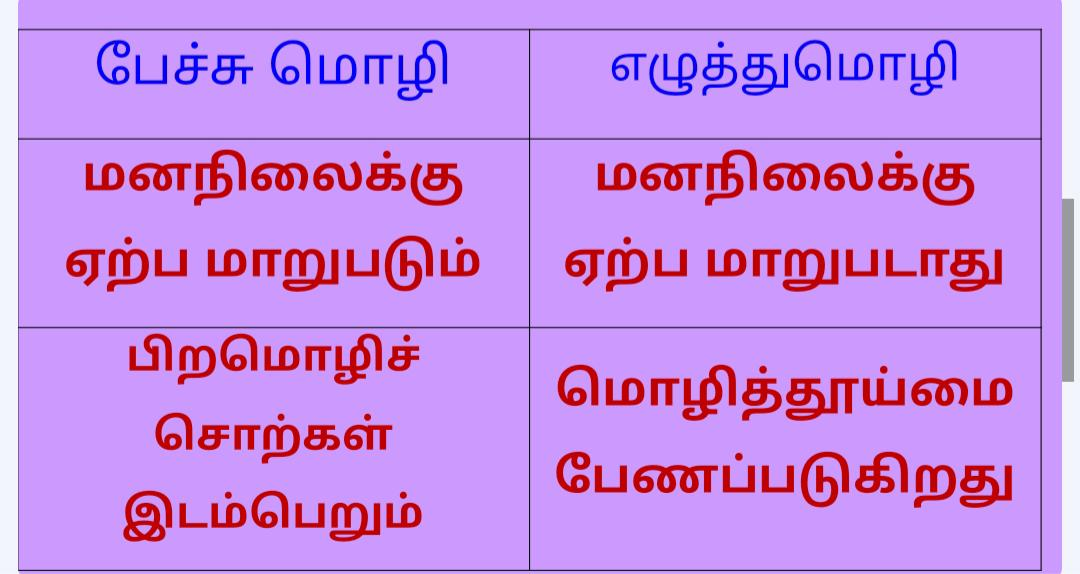 பேச்சு மொழி
எழுத்துமொழி
மனநிலைக்கு
ஏற்ப மாறுபடும்
மனநிலைக்கு
ஏற்ப மாறுபடாது
பிறமொழிச்
சொற்கள்
இடம்பெறும்
மொழித்தூய்மை
பேணப்படுகிறது